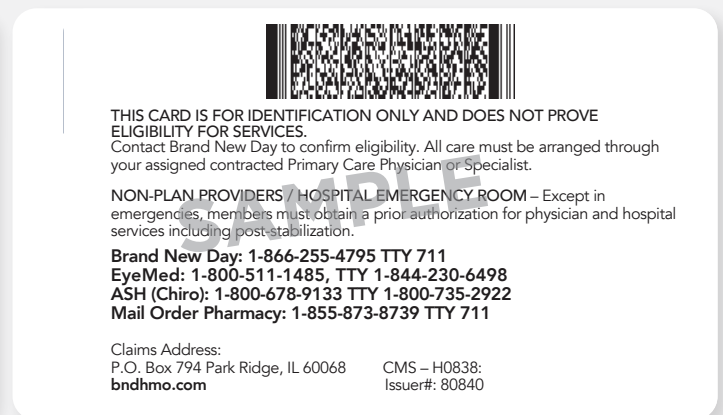 THIS CARD IS FOR IDENTIFICATION ONLY AND DOES NOT PROVE
ELIGIBILITY FOR SERVICES.
Contact Brand New Day to confirm eligibility. All care must be arranged through
your assigned contracted Primary Care Physician or Specialist.
NON-PLAN PROVIDERS / HOSPITAL EMERGENCY ROOM – Except in
emergencies, members must obtain a prior authorization for physician and hospital
services including post-stabilization.
SAMPLE
Brand New Day: 1-866-255-4795 TTY 711
EyeMed: 1-800-511-1485, TTY 1-844-230-6498
ASH (Chiro): 1-800-678-9133 TTY 1-800-735-2922
Mail Order Pharmacy: 1-855-873-8739 TTY 711
Claims Address:
P.O. Box 794 Park Ridge, IL 60068 CMS – H0838:
bndhmo.com Issuer#: 80840